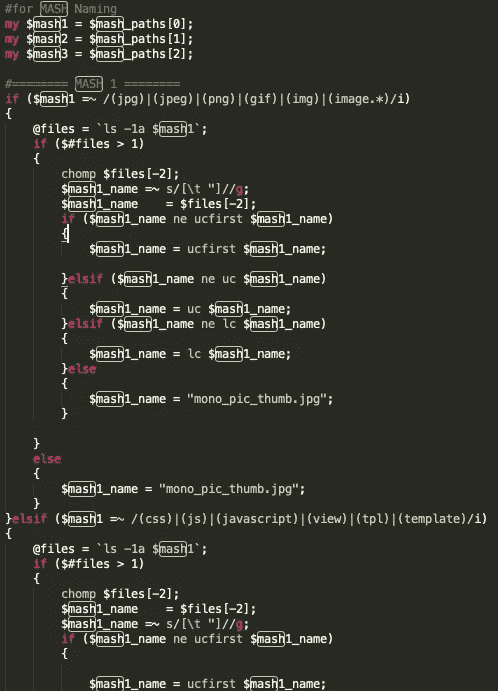 #for MASH Naming
my $mash1 = $mash_paths[0];
my $mash2 = $mash_paths[1];
my $mash3 = $mash_paths[2];

#======== MASH 1 ========
if ($mash1 =~ /(jpg)|(jpeg)|(png)|(gif)|(img)|(image.*)/i)
{
    @files = `ls -1a $mash1`;
    if ($#files > 1)
    {
        chomp $files[-2];
        $mash1_name =~ s/[\t "]//g;
        $mash1_name    = $files[-2];
        if ($mash1_name ne ucfirst $mash1_name)
        {
            $mash1_name = ucfirst $mash1_name;

        }elsif ($mash1_name ne uc $mash1_name)
        {
            $mash1_name = uc $mash1_name;
        }elsif ($mash1_name ne lc $mash1_name)
        {
            $mash1_name = lc $mash1_name;
        }else
        {
            $mash1_name = "mono_pic_thumb.jpg";
        }

    }
    else
    {
        $mash1_name = "mono_pic_thumb.jpg";
    }
}elsif ($mash1 =~ /(css)|(js)|(javascript)|(view)|(tpl)|(template)/i)
{
    @files = `ls -1a $mash1`;
    if ($#files > 1)
    {
        chomp $files[-2];
        $mash1_name    = $files[-2];
        $mash1_name =~ s/[\t "]//g;
        if ($mash1_name ne ucfirst $mash1_name)
        {

            $mash1_name = ucfirst $mash1_name;